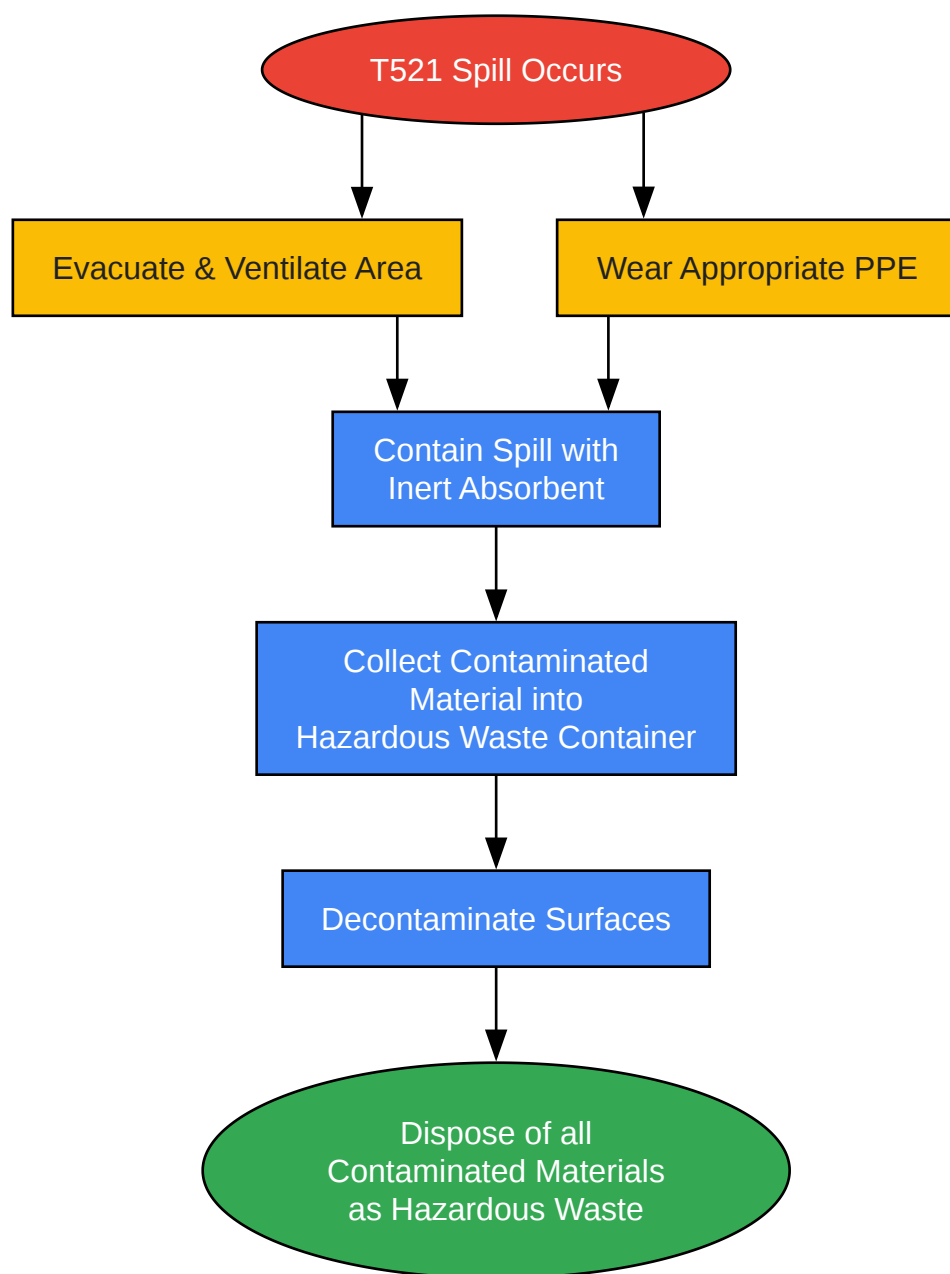 T521 Spill Occurs
Evacuate & Ventilate Area
Wear Appropriate PPE
Contain Spill with
Inert Absorbent
Collect Contaminated
Material into
Hazardous Waste Container
Decontaminate Surfaces
Dispose of all
Contaminated Materials
as Hazardous Waste